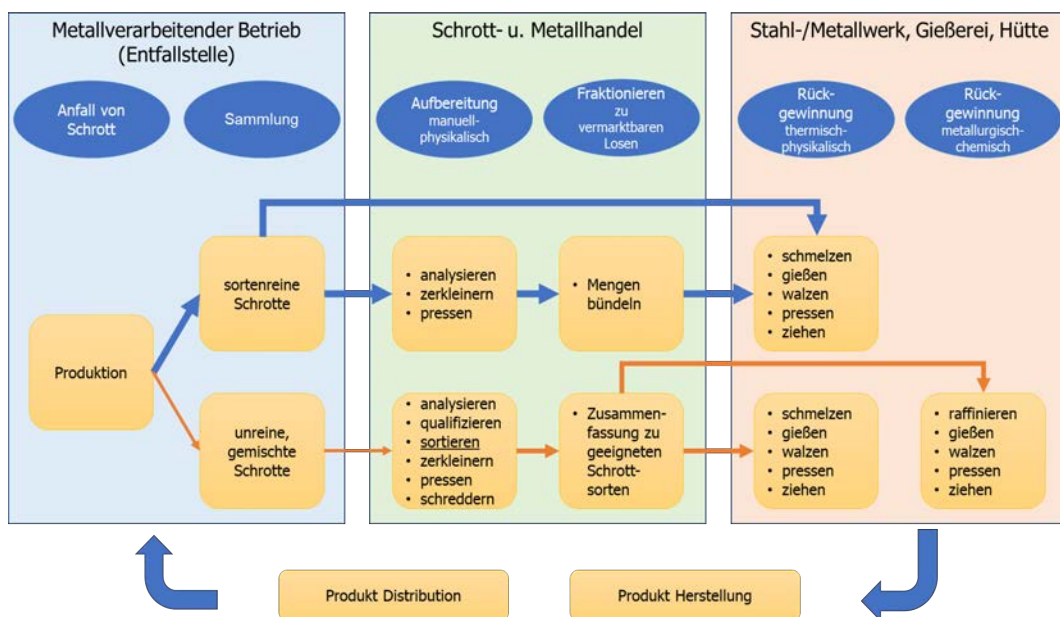 Metallverarbeitender Betrieb
(Entfallstelle)
Schrott- u. Metallhandel
Stahl-/Metallwerk, Gießerei, Hütte
Anfall von
Schrott
Sammlung
Aufbereitung
manuell-
physikalisch
Fraktionieren
zu
vermarktbaren
Losen
Rück-
gewinnung
thermisch-
physikalisch
Rück-
gewinnung
metallurgisch-
chemisch
Produktion
sortenreine
Schrotte
• analysieren
• zerkleinern
• pressen
• Mengen
bündeln
• schmelzen
• gießen
• walzen
• pressen
• ziehen
unreine,
gemischte
Schrotte
• analysieren
• qualifizieren
• sortieren
• zerkleinern
• pressen
• schreddern
• Zusammen-
fassung zu
geeigneten
Schrott-
sorten
• schmelzen
• gießen
• walzen
• pressen
• ziehen
• raffinieren
• gießen
• walzen
• pressen
• ziehen
Produkt Distribution
Produkt Herstellung